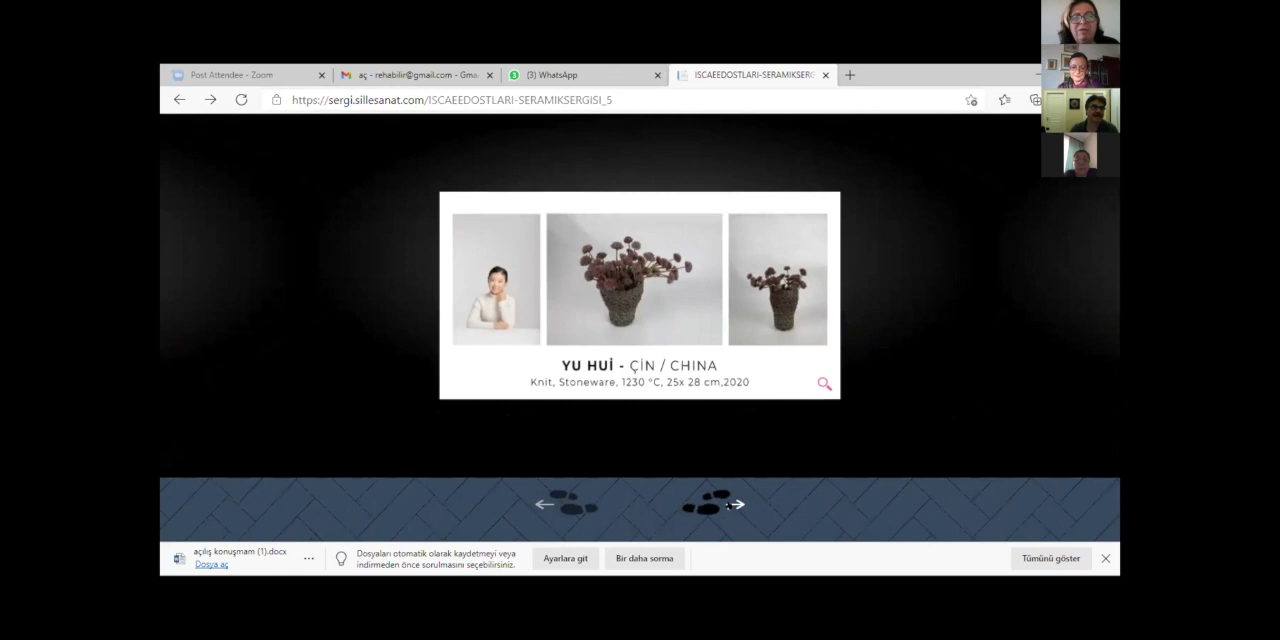 Post Attendee - Zoom
aç - rehabilir@gmail.com - Gma
(3) WhatsApp
ISCAEEDOSTLARI-SERAMIKSERG
https://sergi.sillesanat.com/ISCAEEDOSTLARI-SERAMIKSERGISI_5
YU HUİ - ÇİN / CHINA
Knit, Stoneware, 1230 °C, 25x 28 cm,2020
açılış konuşmam (1).docx
Dosya aç
Dosyaları otomatik olarak kaydetmeyi veya
indirmeden önce sorulmasını seçebilirsiniz.
Ayarlara git
Bir daha sorma
Tümünü göster